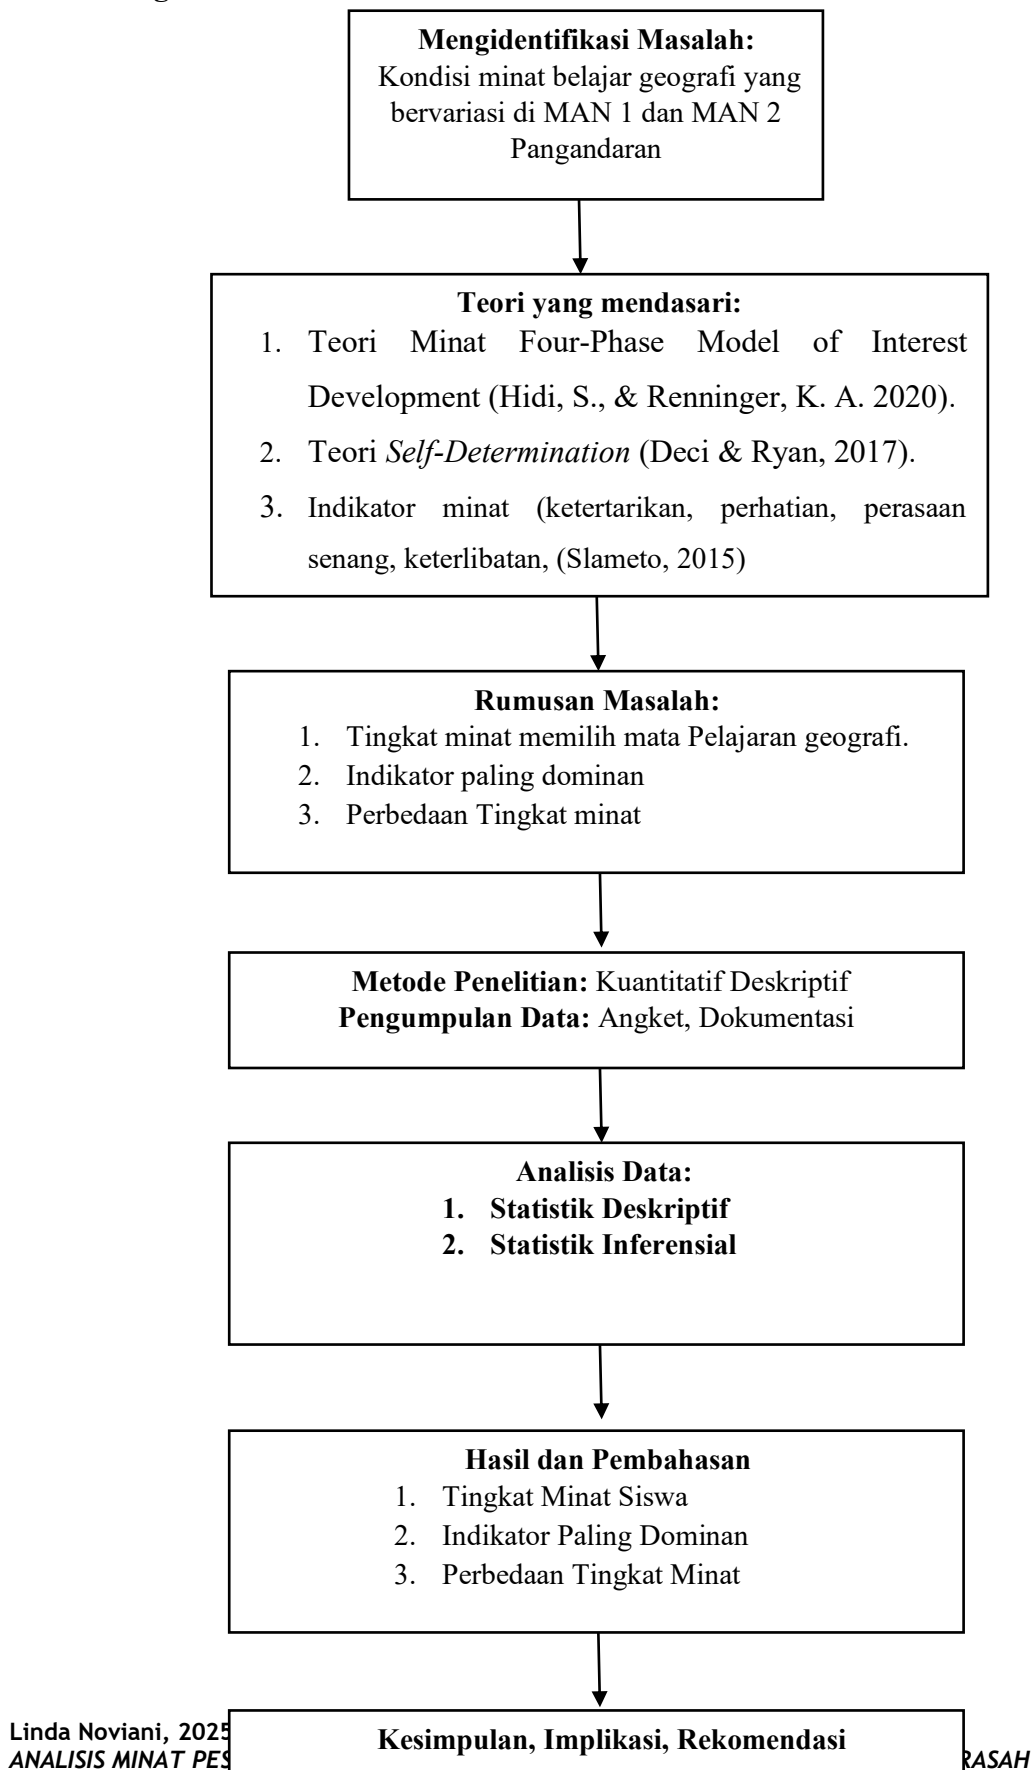 Mengidentifikasi Masalah:
Kondisi minat belajar geografi yang
bervariasi di MAN 1 dan MAN 2
Pangandaran
Teori yang mendasari:
1. Teori Minat Four-Phase Model of Interest
Development (Hidi, S., & Renninger, K. A. 2020).
2. Teori Self-Determination (Deci & Ryan, 2017).
3. Indikator minat (ketertarikan, perhatian, perasaan
senang, keterlibatan, (Slameto, 2015)
Rumusan Masalah:
1. Tingkat minat memilih mata Pelajaran geografi.
2. Indikator paling dominan
3. Perbedaan Tingkat minat
Metode Penelitian: Kuantitatif Deskriptif
Pengumpulan Data: Angket, Dokumentasi
Analisis Data:
1. Statistik Deskriptif
2. Statistik Inferensial
Hasil dan Pembahasan
1. Tingkat Minat Siswa
2. Indikator Paling Dominan
3. Perbedaan Tingkat Minat
Kesimpulan, Implikasi, Rekomendasi
Linda Noviani, 2025
ANALISIS MINAT